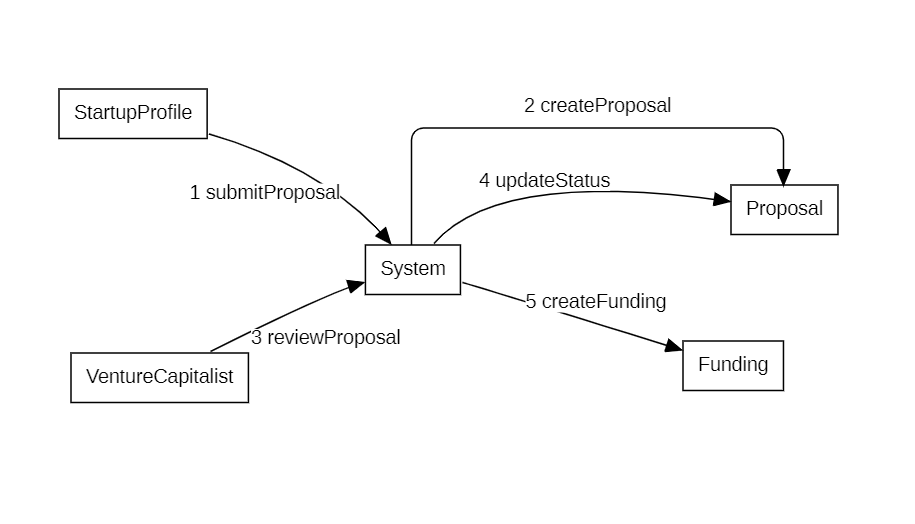 2 createProposal
StartupProfile
4 updateStatus
1 submitProposal
Proposal
System
5 createFunding
3 reviewProposal
Funding
VentureCapitalist